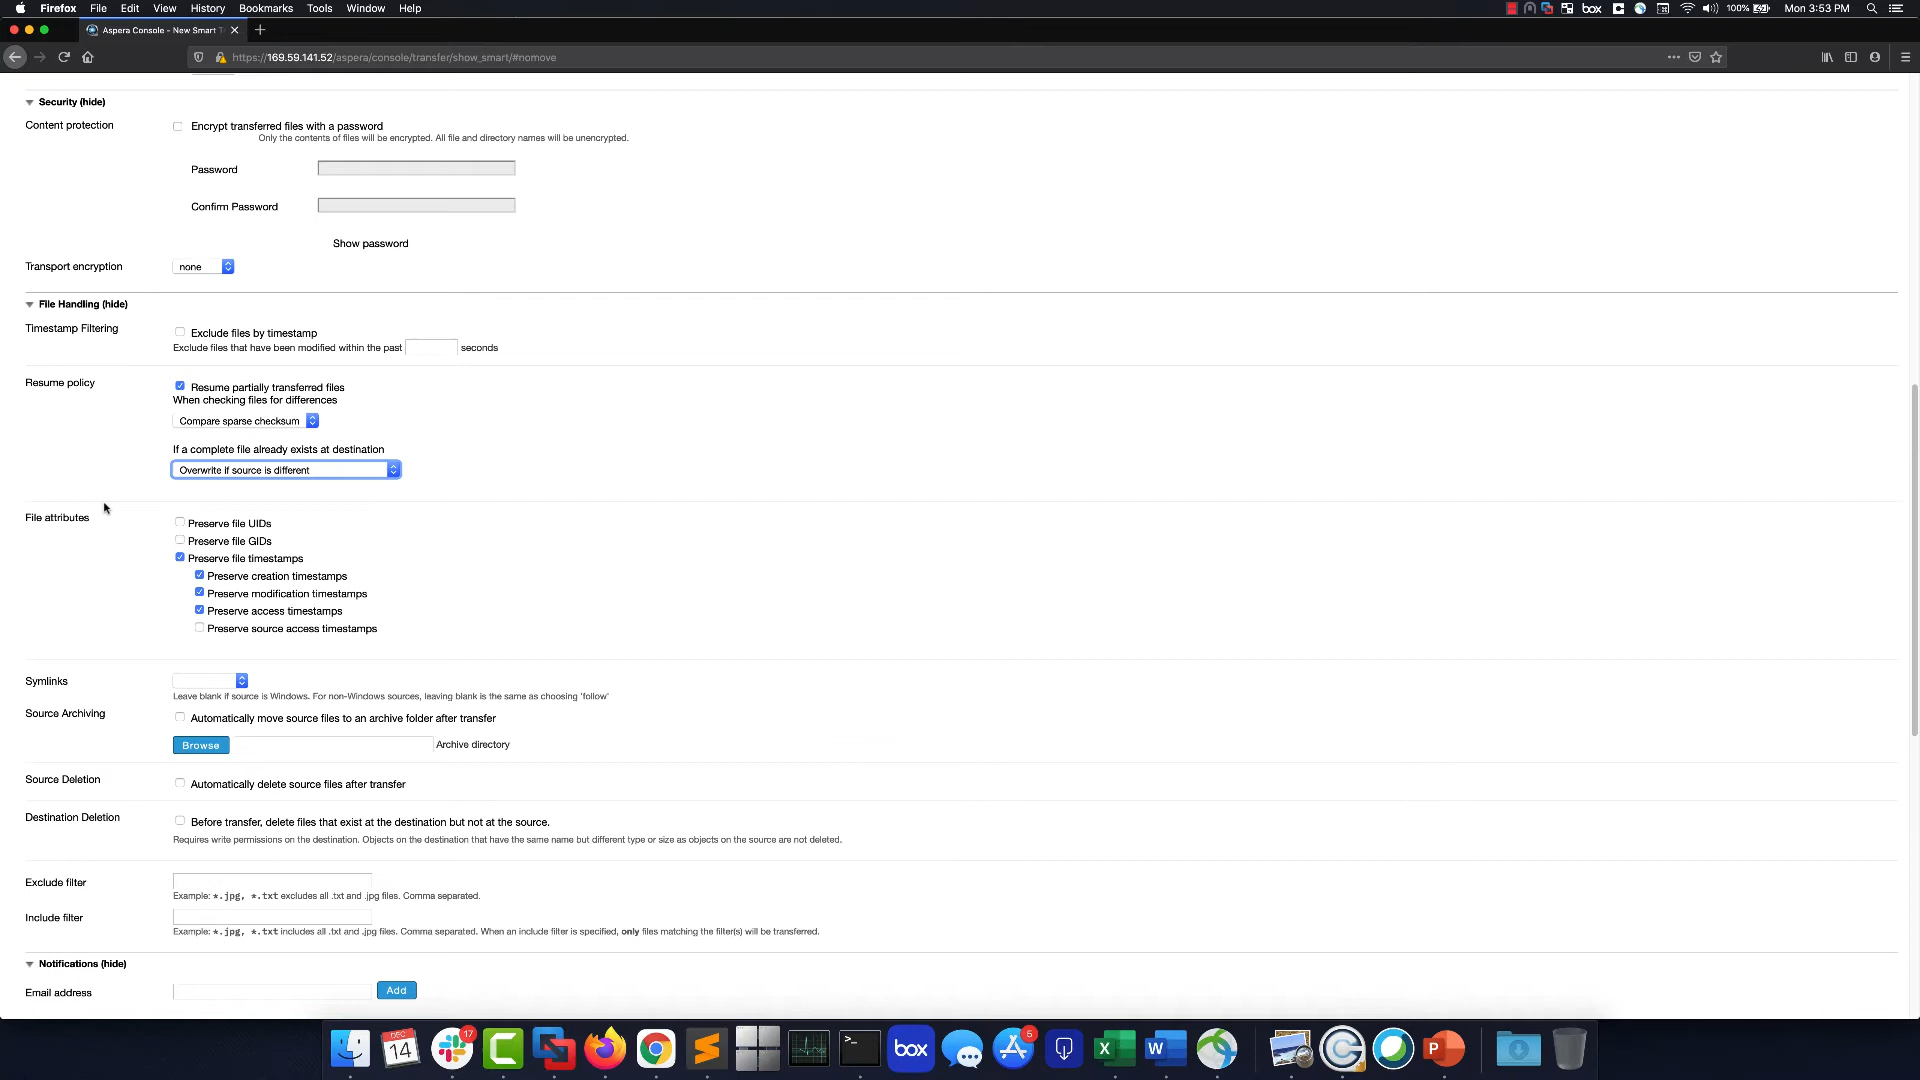 Firefox File Edit View History Bookmarks Tools Window Help
box 100% Mon 3:53 PM
Aspera Console - New Smart T
https://169.59.141.52/aspera/console/transfer/show_smart/#nomove
Security (hide)
Content protection
Encrypt transferred files with a password
Only the contents of files will be encrypted. All file and directory names will be unencrypted.
Password
Confirm Password
Show password
Transport encryption none
File Handling (hide)
Timestamp Filtering
Exclude files by timestamp
Exclude files that have been modified within the past seconds
Resume policy
Resume partially transferred files
When checking files for differences
Compare sparse checksum
If a complete file already exists at destination
Overwrite if source is different
File attributes
Preserve file UIDs
Preserve file GIDs
Preserve file timestamps
Preserve creation timestamps
Preserve modification timestamps
Preserve access timestamps
Preserve source access timestamps
Symlinks
Leave blank if source is Windows. For non-Windows sources, leaving blank is the same as choosing 'follow'
Source Archiving
Automatically move source files to an archive folder after transfer
Browse Archive directory
Source Deletion
Automatically delete source files after transfer
Destination Deletion
Before transfer, delete files that exist at the destination but not at the source.
Requires write permissions on the destination. Objects on the destination that have the same name but different type or size as objects on the source are not deleted.
Exclude filter
Example: *.jpg, *.txt excludes all .txt and .jpg files. Comma separated.
Include filter
Example: *.jpg, *.txt includes all .txt and .jpg files. Comma separated. When an include filter is specified, only files matching the filter(s) will be transferred.
Notifications (hide)
Email address Add
DEC 14 17 >_ box 5 X W P